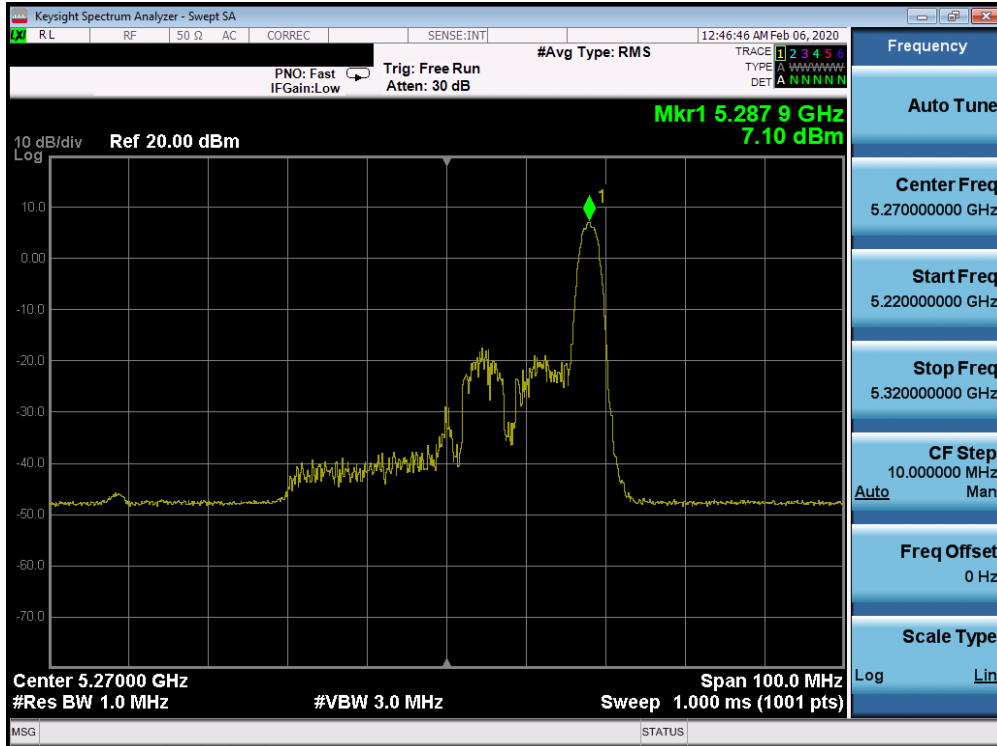 Keysight Spectrum Analyzer - Swept SA
LXI RL RF 50 Ω AC CORREC SENSE:INT 12:46:46 AM Feb 06, 2020
#Avg Type: RMS
TRACE 1 2 3 4 5 6
TYPE A WWWWW
DET A N N N N N
PNO: Fast
IFGain:Low
Trig: Free Run
Atten: 30 dB
Mkr1 5.287 9 GHz
7.10 dBm
10 dB/div Ref 20.00 dBm
Log
1
10.0
0.00
-10.0
-20.0
-30.0
-40.0
-50.0
-60.0
-70.0
Center 5.27000 GHz Span 100.0 MHz
#Res BW 1.0 MHz #VBW 3.0 MHz Sweep 1.000 ms (1001 pts)
MSG STATUS
Frequency
Auto Tune
Center Freq
5.270000000 GHz
Start Freq
5.220000000 GHz
Stop Freq
5.320000000 GHz
CF Step
10.000000 MHz
Auto Man
Freq Offset
0 Hz
Scale Type
Log Lin